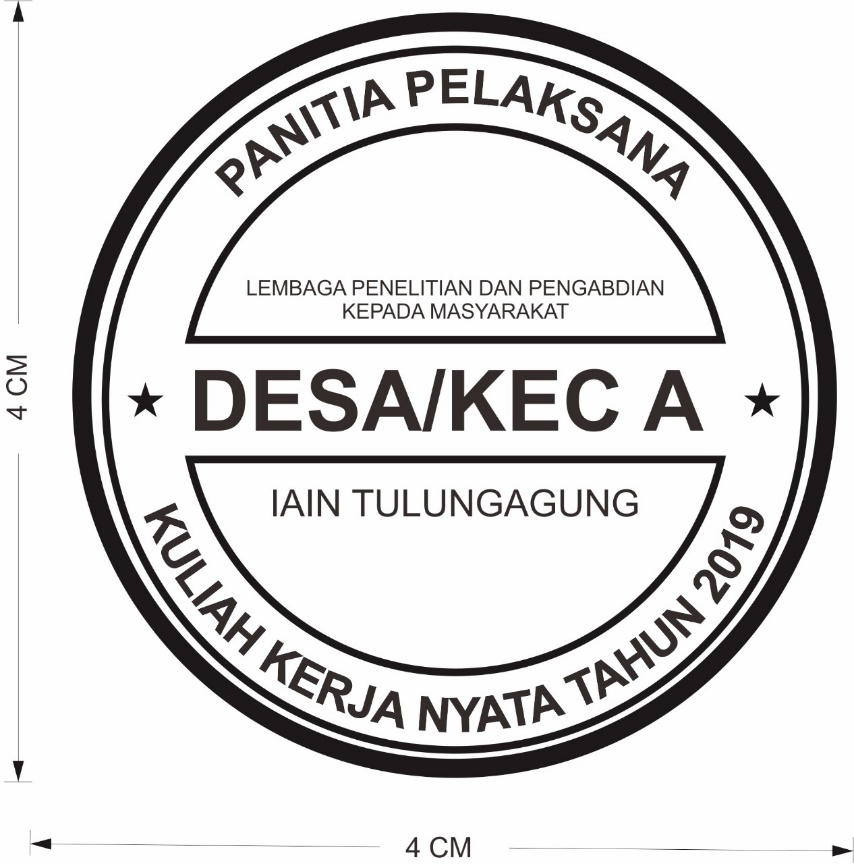 PANITIA PELAKSANA
LEMBAGA PENELITIAN DAN PENGABDIAN
KEPADA MASYARAKAT
★ DESA/KEC A ★
IAIN TULUNGAGUNG
KULIAH KERJA NYATA TAHUN 2019
4 CM
4 CM